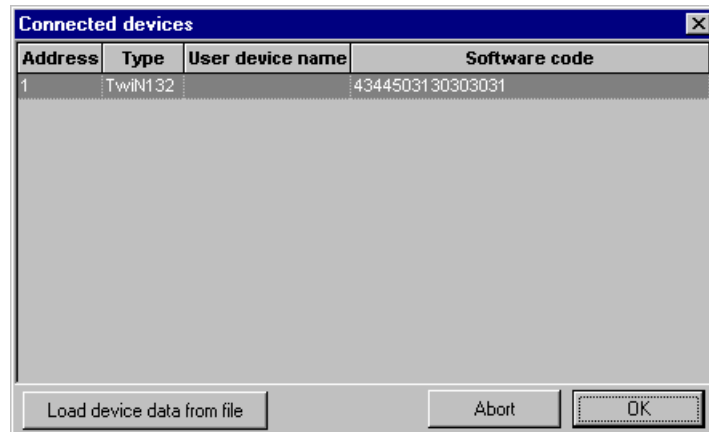 Connected devices
Address Type User device name Software code
1 TwiN132 4344503130303031
Load device data from file Abort OK